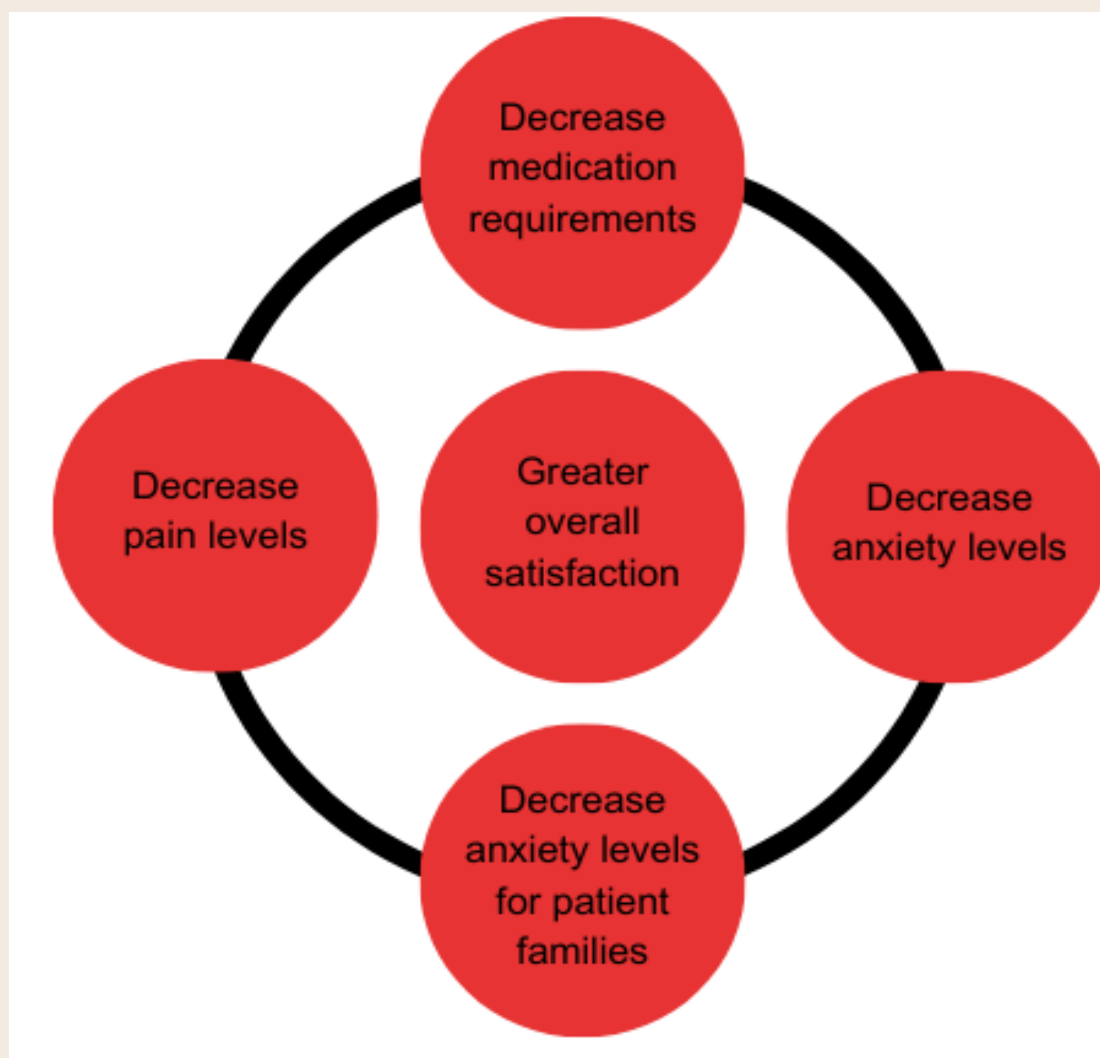 Decrease
medication
requirements
Decrease
pain levels
Greater
overall
satisfaction
Decrease
anxiety levels
Decrease
anxiety levels
for patient
families